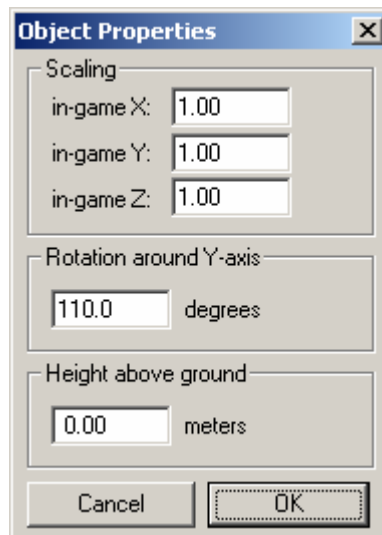 Object Properties
Scaling
in-game X: 1.00
in-game Y: 1.00
in-game Z: 1.00
Rotation around Y-axis
110.0 degrees
Height above ground
0.00 meters
Cancel OK